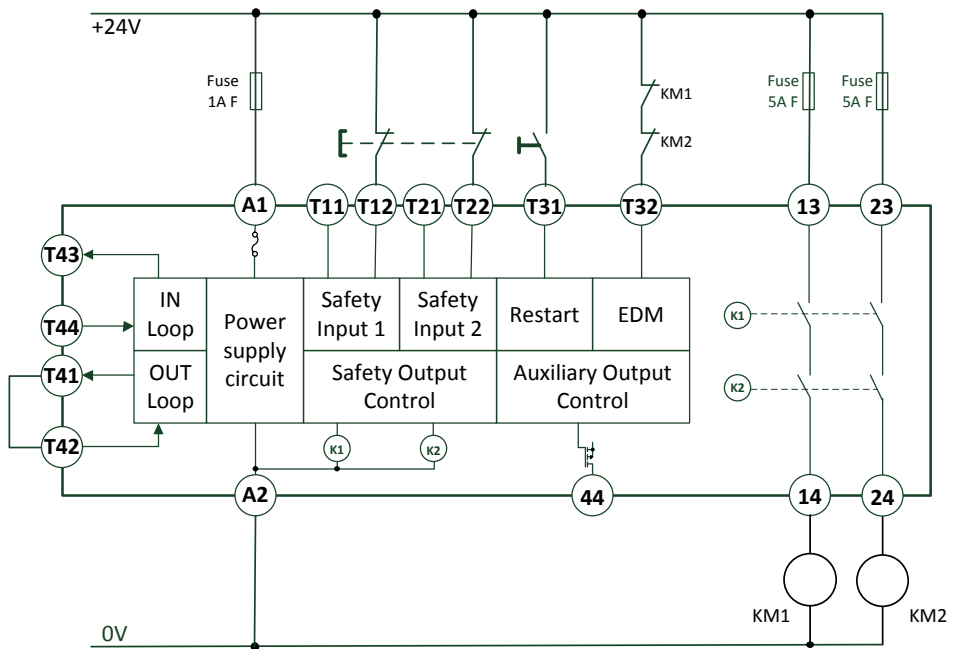 +24V
Fuse
1A F
KM1
KM2
Fuse
5A F
Fuse
5A F
A1
T11
T12
T21
T22
T31
T32
13
23
T43
T44
T41
T42
IN
Loop
OUT
Loop
Power
supply
circuit
Safety
Input 1
Safety
Input 2
Restart
EDM
Safety Output
Control
Auxiliary Output
Control
K1
K2
K1
K2
A2
44
14
24
KM1
KM2
0V